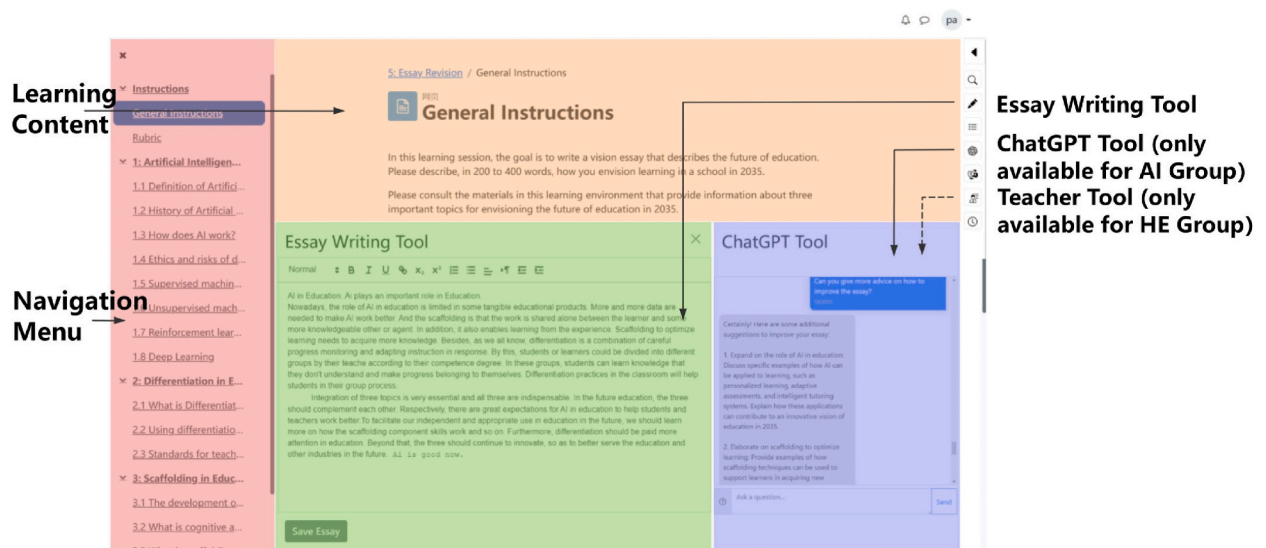 pa
Learning
Content
Navigation
Menu
Instructions
General Instructions
Rubric
1: Artificial Intelligen...
1.1 Definition of Artifici...
1.2 History of Artificial ...
1.3 How does AI work?
1.4 Ethics and risks of d...
1.5 Supervised machin...
Unsupervised mach...
1.7 Reinforcement lear...
1.8 Deep Learning
2: Differentiation in E...
2.1 What is Differentiat...
2.2 Using differentiatio...
2.3 Standards for teach...
3: Scaffolding in Educ...
3.1 The development o...
3.2 What is cognitive a...
5: Essay Revision / General Instructions
网页
General Instructions
In this learning session, the goal is to write a vision essay that describes the future of education.
Please describe, in 200 to 400 words, how you envision learning in a school in 2035.
Please consult the materials in this learning environment that provide information about three
important topics for envisioning the future of education in 2035.
Essay Writing Tool
Normal
AI in Education. Ai plays an important role in Education.
Nowadays, the role of AI in education is limited in some tangible educational products. More and more data are
needed to make AI work better. And the scaffolding is that the work is shared alone between the learner and some
more knowledgeable other or agent. In addition, it also enables learning from the experience. Scaffolding to optimize
learning needs to acquire more knowledge. Besides, as we all know, differentiation is a combination of careful
progress monitoring and adapting instruction in response. By this, students or learners could be divided into different
groups by their teache according to their competence degree. In these groups, students can learn knowledge that
they don't understand and make progress belonging to themselves. Differentiation practices in the classroom will help
students in their group process.
Integration of three topics is very essential and all three are indispensable. In the future education, the three
should complement each other. Respectively, there are great expectations for AI in education to help students and
teachers work better.To facilitate our independent and appropriate use in education in the future, we should learn
more on how the scaffolding component skills work and so on. Furthermore, differentiation should be paid more
attention in education. Beyond that, the three should continue to innovate, so as to better serve the education and
other industries in the future. Ai is good now.
Save Essay
ChatGPT Tool
Can you give more advice on how to
improve the essay?
Certainly! Here are some additional
suggestions to improve your essay:
1. Expand on the role of AI in education:
Discuss specific examples of how AI can
be applied to learning, such as
personalized learning, adaptive
assessments, and intelligent tutoring
systems. Explain how these applications
can contribute to an innovative vision of
education in 2035.
2. Elaborate on scaffolding to optimize
learning: Provide examples of how
scaffolding techniques can be used to
support learners in acquiring new
Ask a question...
Send
Essay Writing Tool
ChatGPT Tool (only
available for AI Group)
Teacher Tool (only
available for HE Group)